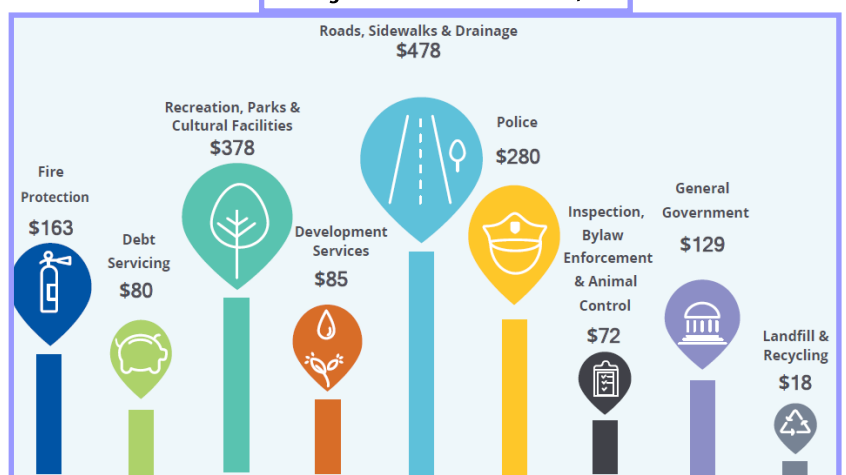 Roads, Sidewalks & Drainage
$478
Recreation, Parks &
Cultural Facilities
$378
Police
$280
Fire
Protection
$163
Debt
Servicing
$80
Development
Services
$85
Inspection,
Bylaw
Enforcement
& Animal
Control
$72
General
Government
$129
Landfill &
Recycling
$18